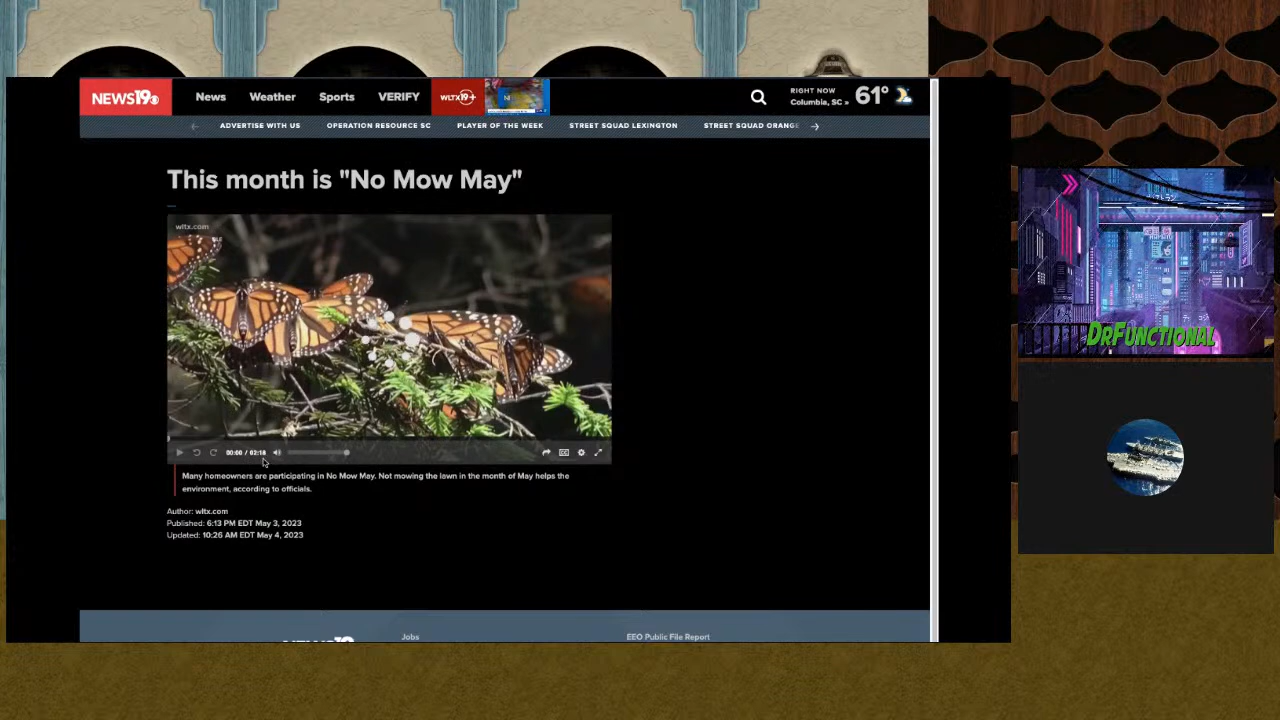 NEWS19
News
Weather
Sports
VERIFY
WLTX19+
RIGHT NOW
Columbia, SC »
61°
ADVERTISE WITH US
OPERATION RESOURCE SC
PLAYER OF THE WEEK
STREET SQUAD LEXINGTON
STREET SQUAD ORANGE
This month is "No Mow May"
wltx.com
00:00 / 02:18
CC
Many homeowners are participating in No Mow May. Not mowing the lawn in the month of May helps the
environment, according to officials.
Author: wltx.com
Published: 6:13 PM EDT May 3, 2023
Updated: 10:26 AM EDT May 4, 2023
NEWS19
Jobs
EEO Public File Report
DRFUNCTIONAL